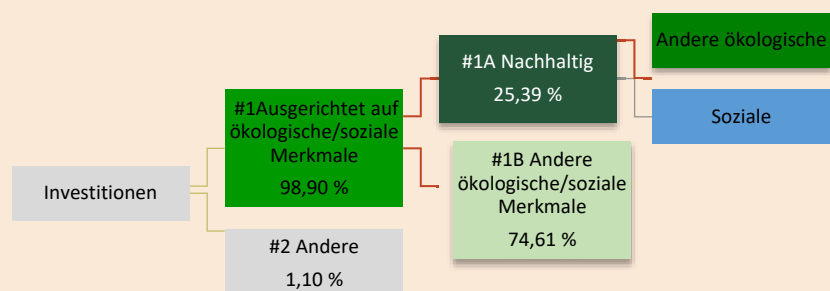 Investitionen
#1Ausgerichtet auf
ökologische/soziale
Merkmale
98,90 %
#2 Andere
1,10 %
#1A Nachhaltig
25,39 %
#1B Andere
ökologische/soziale
Merkmale
74,61 %
Andere ökologische
Soziale